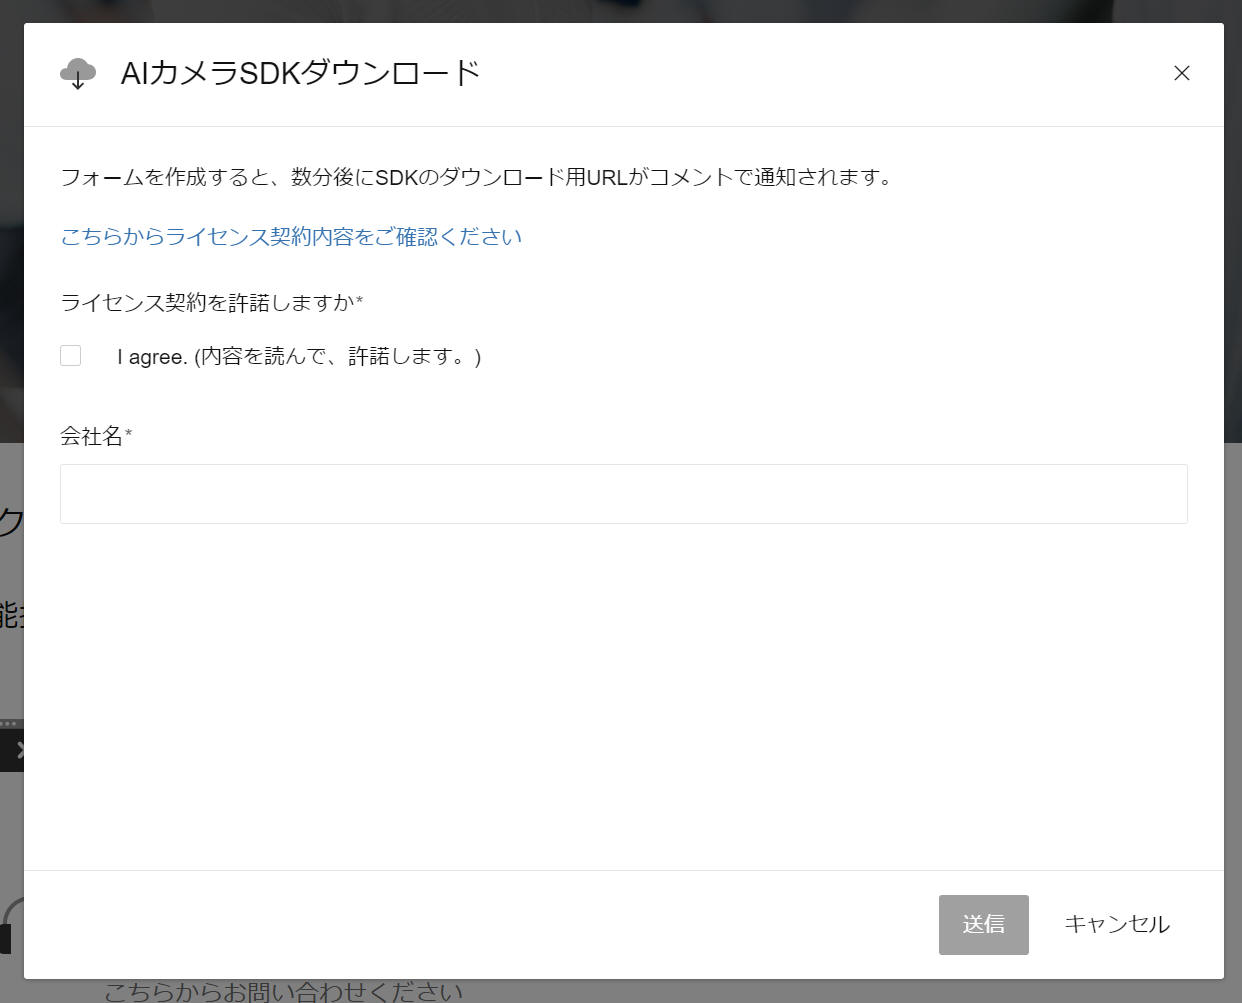 AIカメラSDKダウンロード
フォームを作成すると、数分後にSDKのダウンロード用URLがコメントで通知されます。
こちらからライセンス契約内容をご確認ください
ライセンス契約を許諾しますか*
I agree. (内容を読んで、許諾します。)
会社名*
ク
能
送信
キャンセル
こちらからお問い合わせください